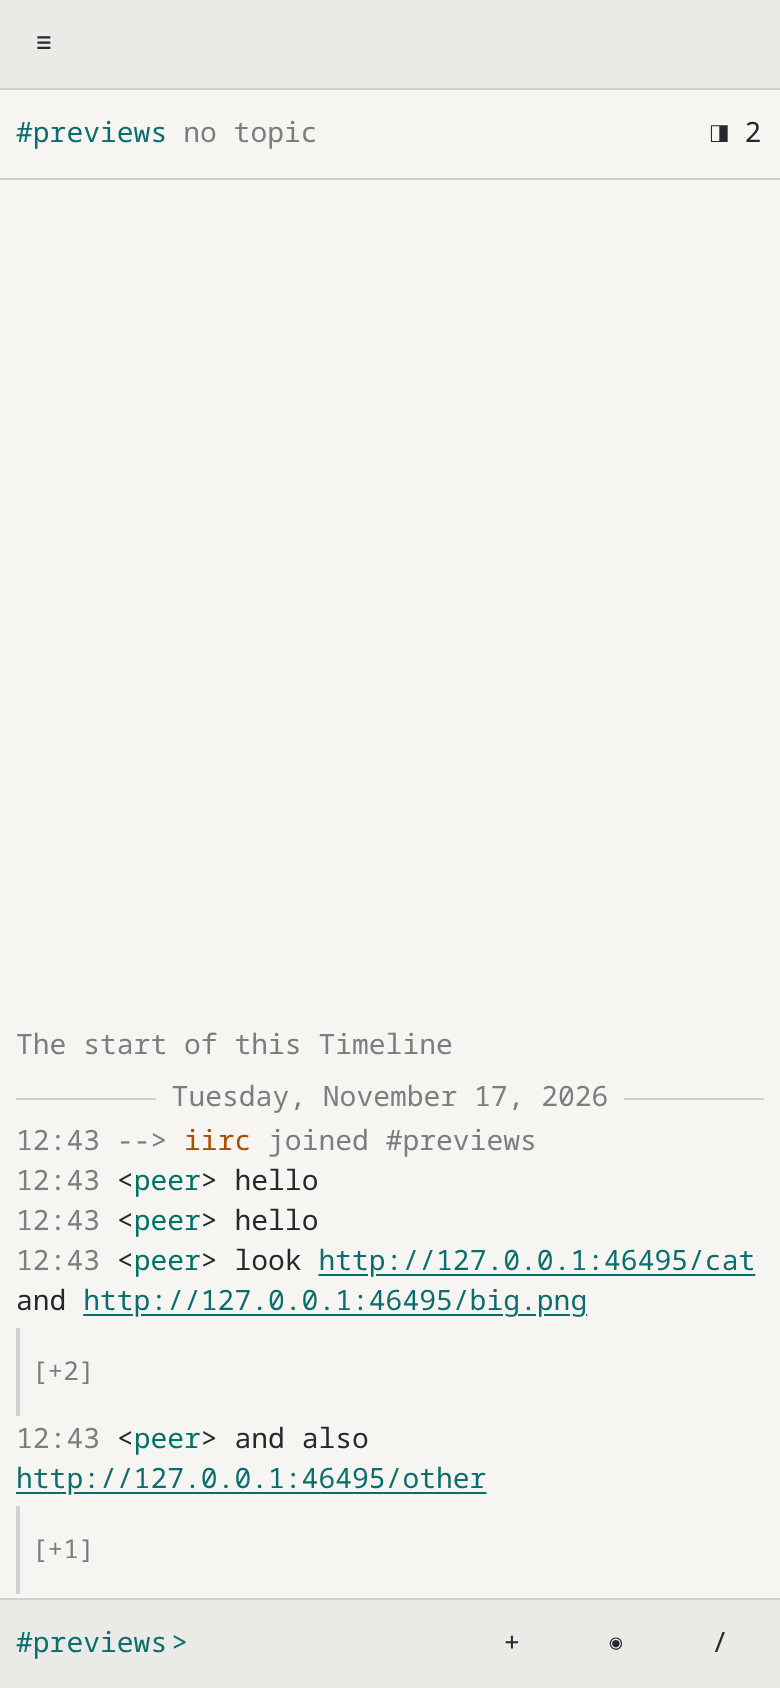 ≡
#previews no topic ◨ 2
The start of this Timeline
Tuesday, November 17, 2026
12:43 --> iirc joined #previews
12:43 <peer> hello
12:43 <peer> hello
12:43 <peer> look http://127.0.0.1:46495/cat
and http://127.0.0.1:46495/big.png
[+2]
12:43 <peer> and also
http://127.0.0.1:46495/other
[+1]
#previews> + ◉ /